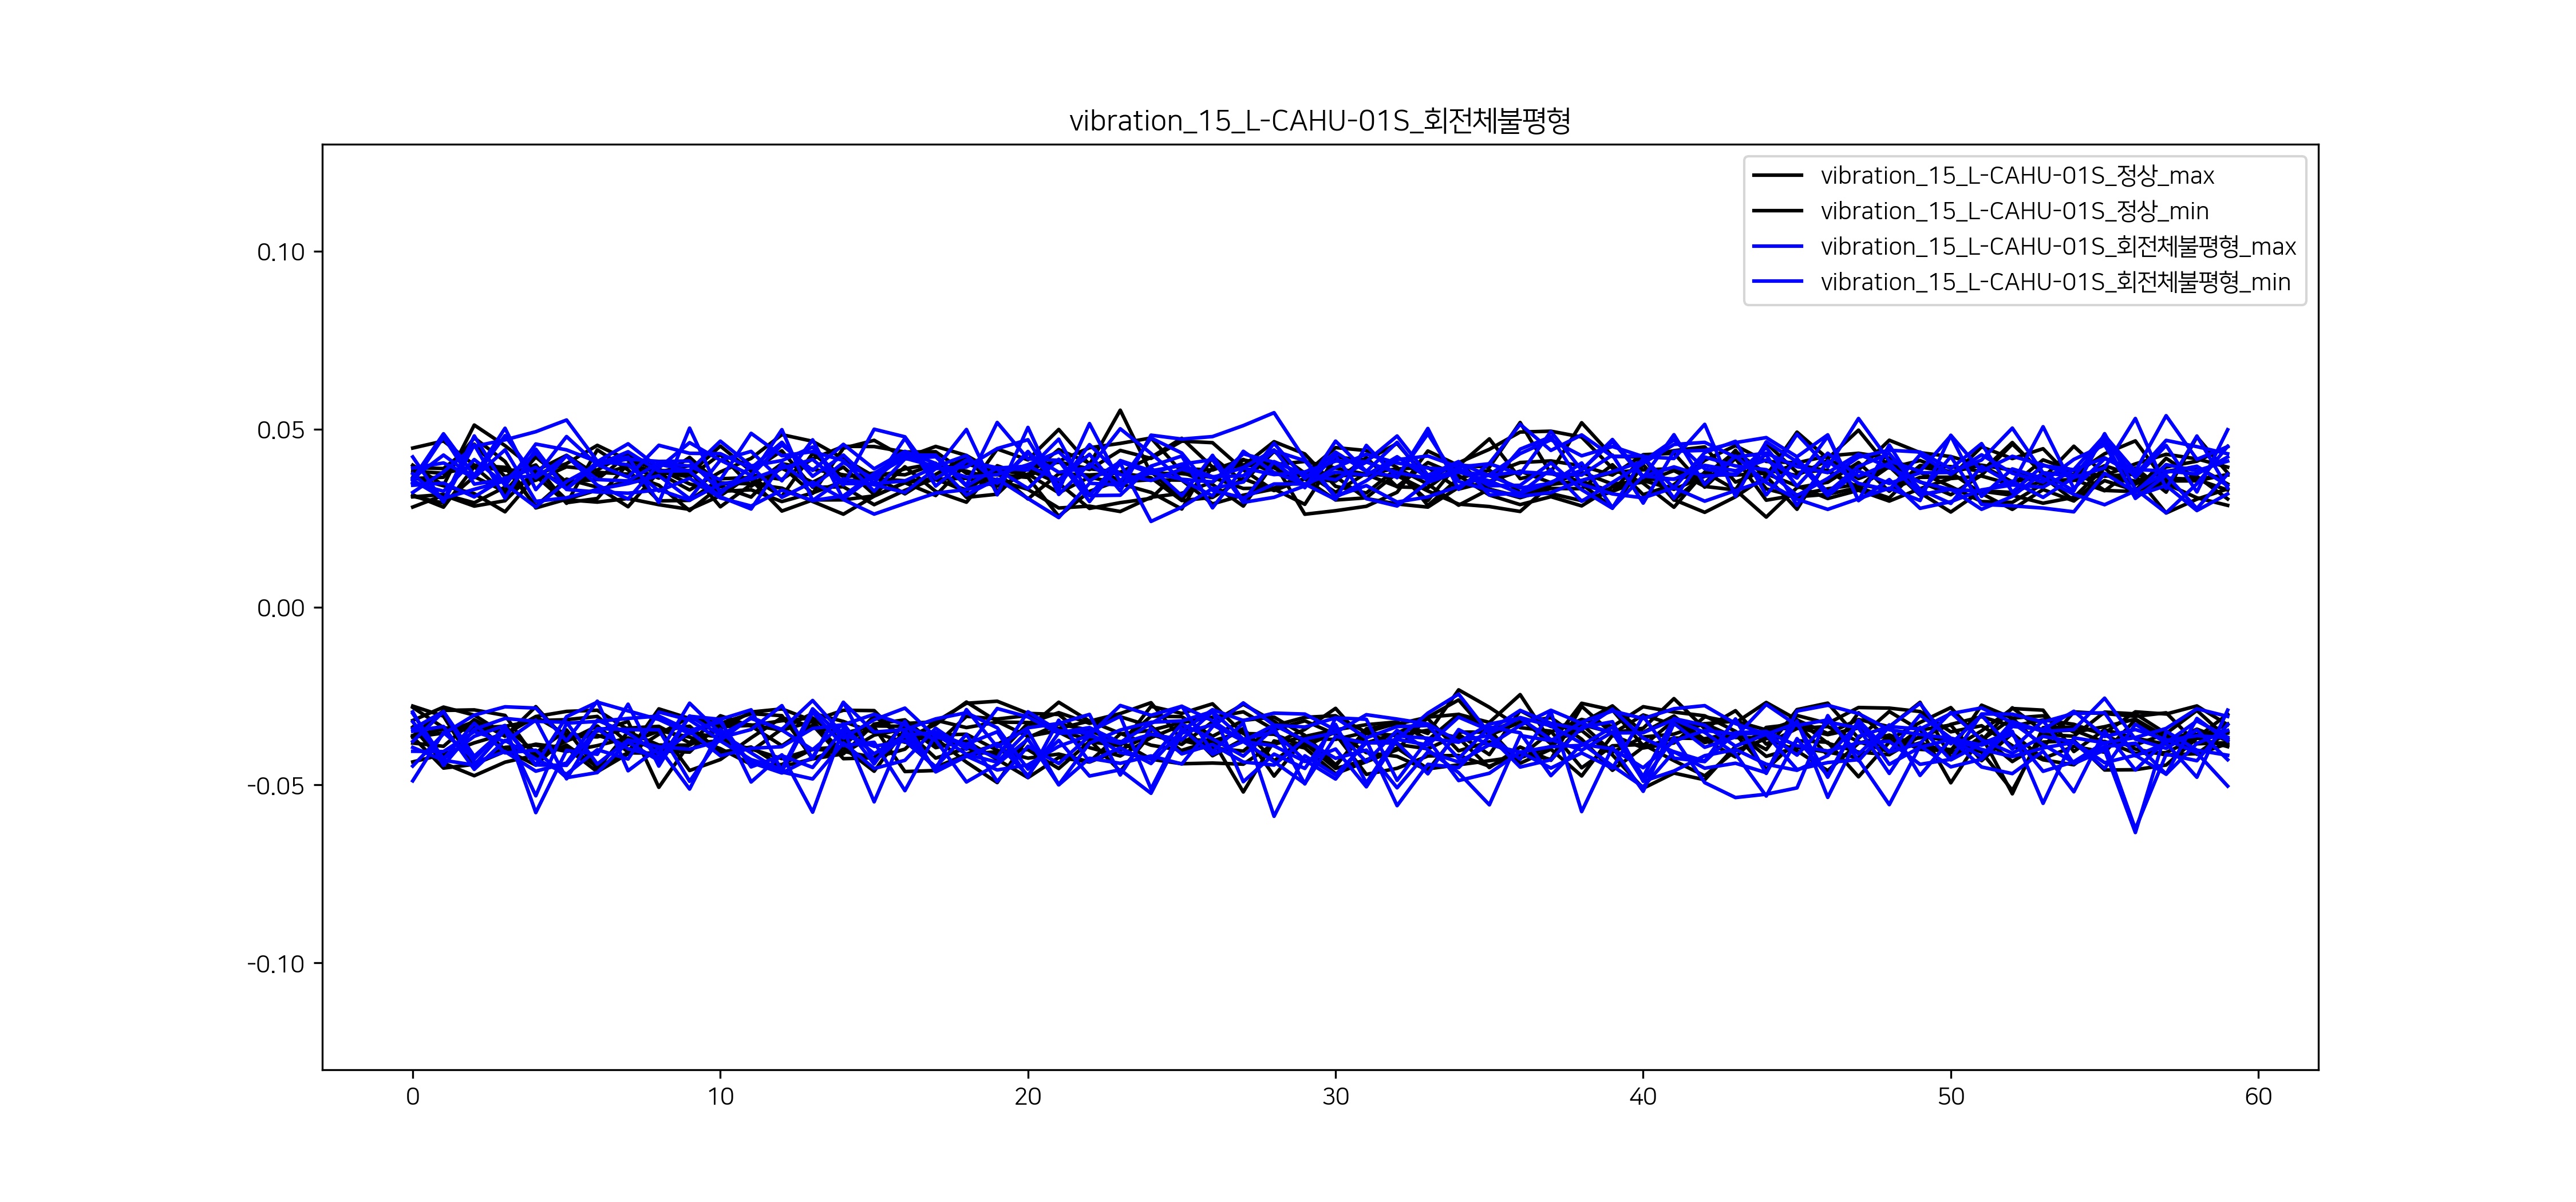 vibration_15_L-CAHU-01S_회전체불평형
vibration_15_L-CAHU-01S_정상_max
vibration_15_L-CAHU-01S_정상_min
vibration_15_L-CAHU-01S_회전체불평형_max
vibration_15_L-CAHU-01S_회전체불평형_min
0.10
0.05
0.00
-0.05
-0.10
0 10 20 30 40 50 60